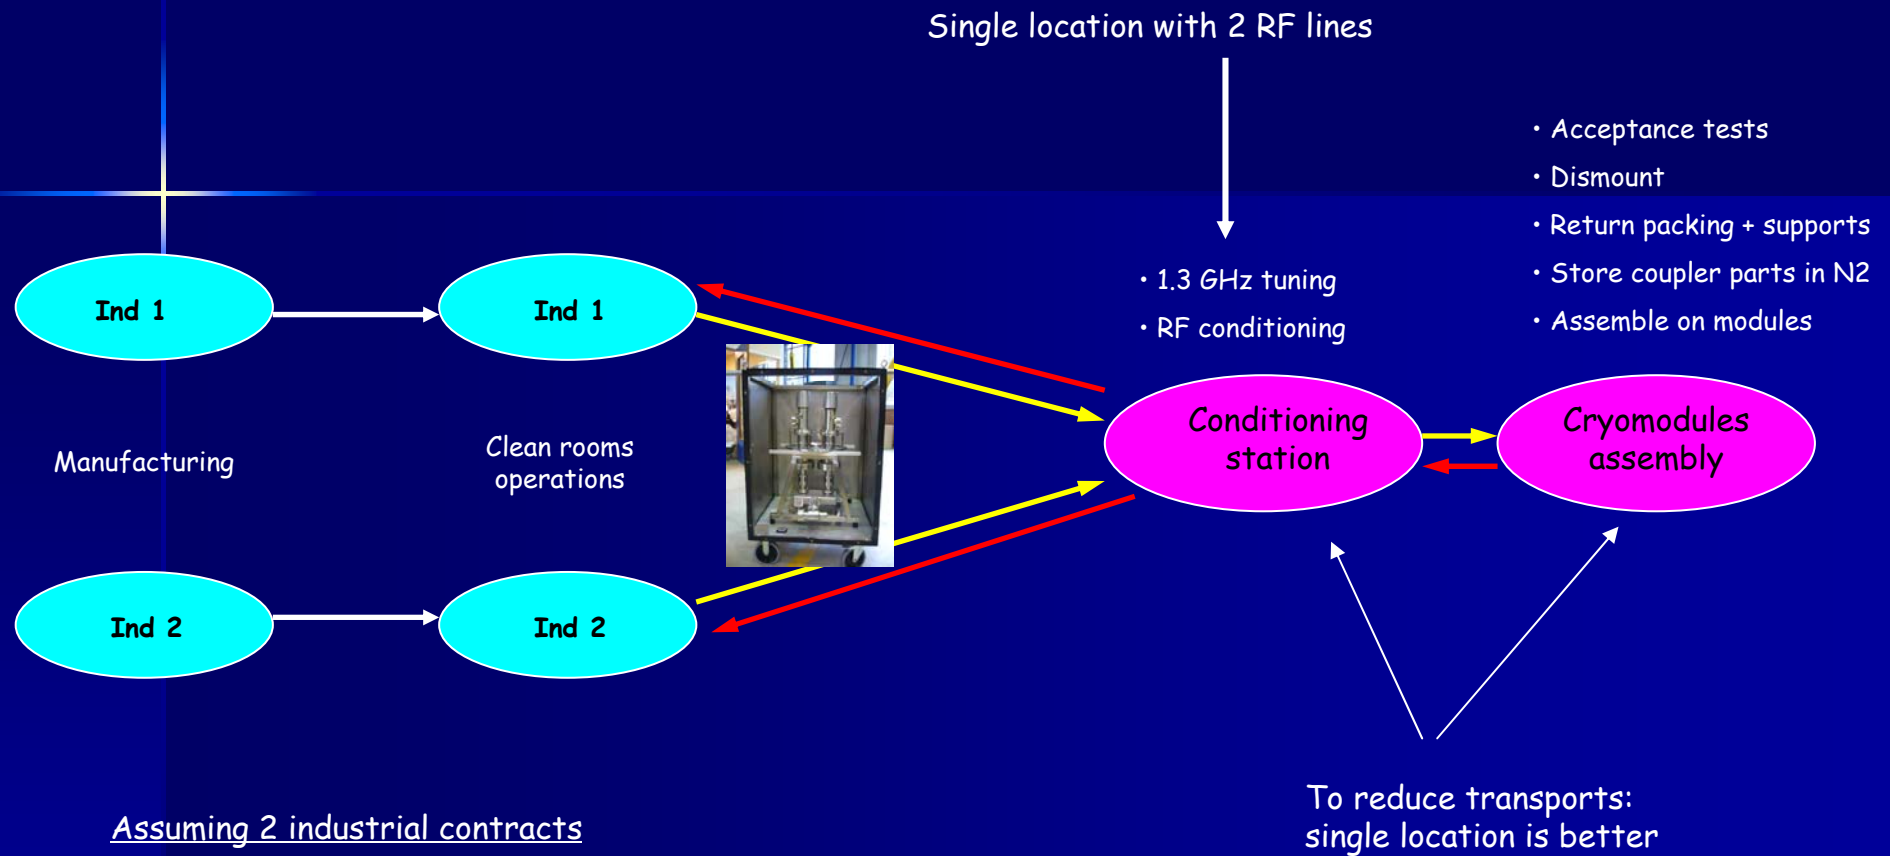 Single location with 2 RF lines
• Acceptance tests
• Dismount
• Return packing + supports
• Store coupler parts in N2
• Assemble on modules
• 1.3 GHz tuning
• RF conditioning
Ind 1
Ind 1
Conditioning
station
Cryomodules
assembly
Manufacturing
Clean rooms
operations
Ind 2
Ind 2
To reduce transports:
single location is better
Assuming 2 industrial contracts